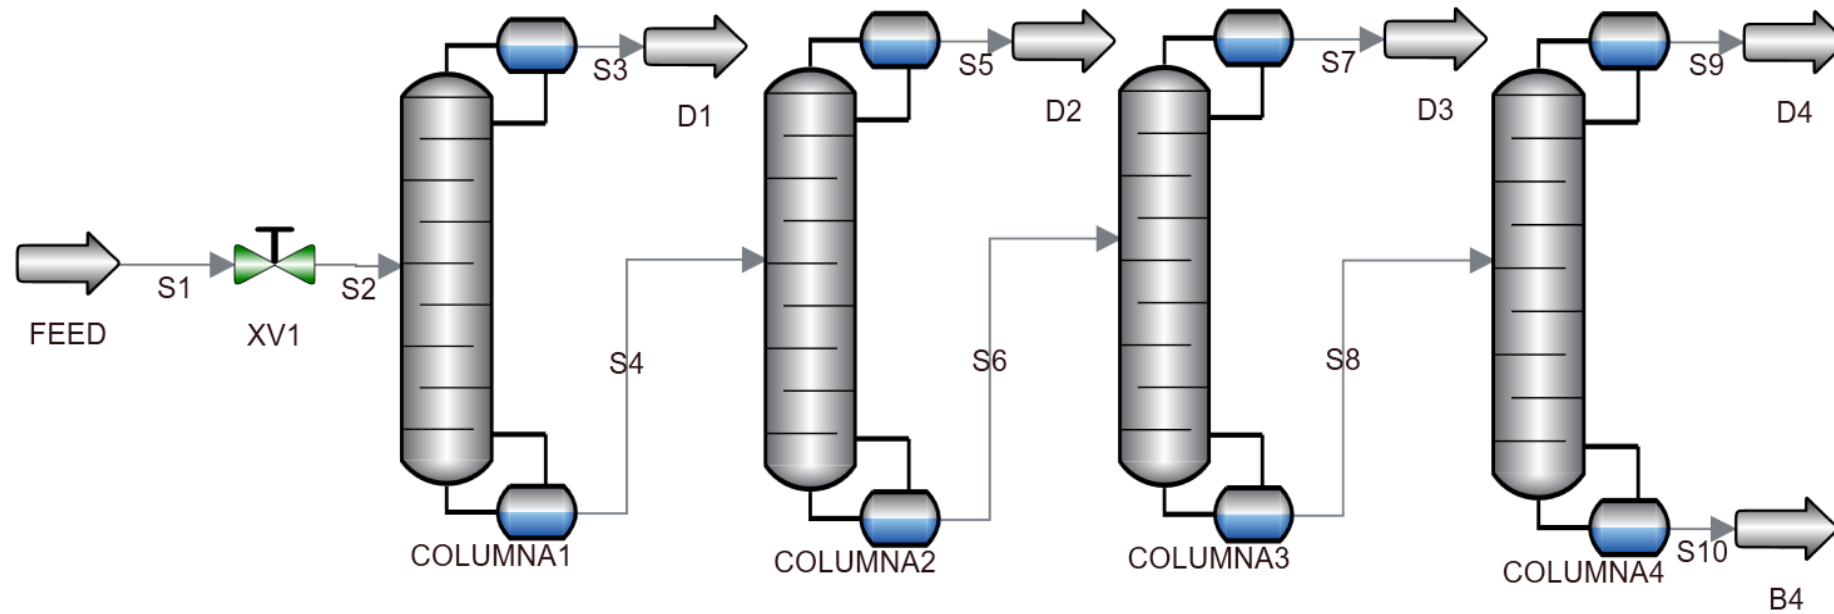 S3
D1
S5
D2
S7
D3
S9
D4
S1
S2
FEED
XV1
S4
S6
S8
COLUMNA1
COLUMNA2
COLUMNA3
COLUMNA4
S10
B4